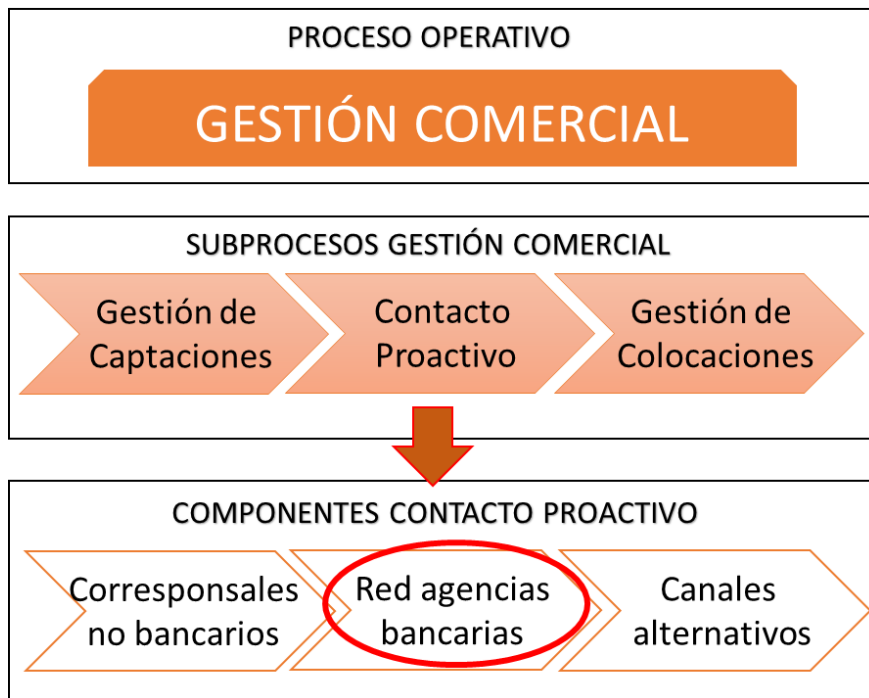 PROCESO OPERATIVO
GESTIÓN COMERCIAL
SUBPROCESOS GESTIÓN COMERCIAL
Gestión de
Captaciones
Contacto
Proactivo
Gestión de
Colocaciones
COMPONENTES CONTACTO PROACTIVO
Corresponsales
no bancarios
Red agencias
bancarias
Canales
alternativos